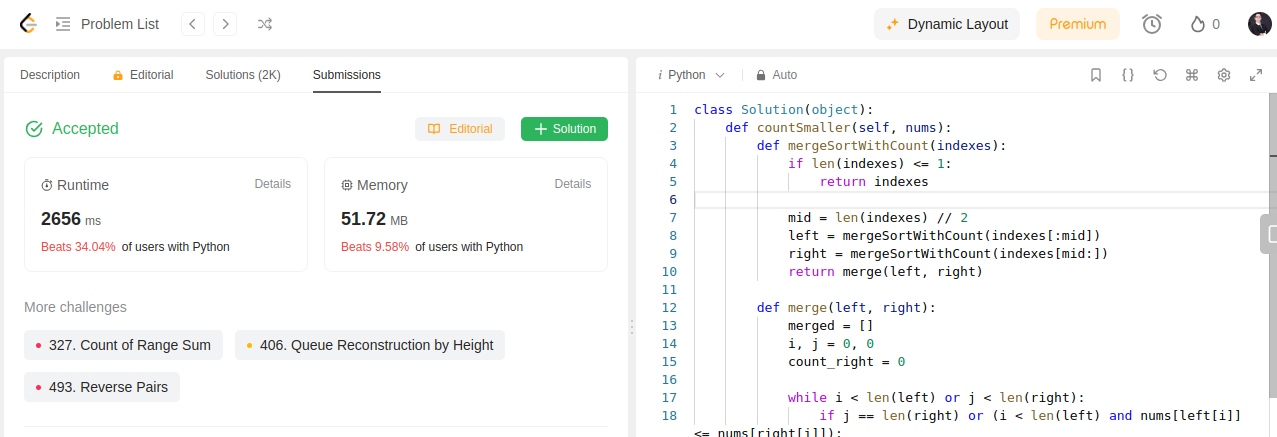 Problem List
Dynamic Layout
Premium
0
Description
Editorial
Solutions (2K)
Submissions
Accepted
Editorial
Solution
Runtime
Details
2656 ms
Beats 34.04% of users with Python
Memory
Details
51.72 MB
Beats 9.58% of users with Python
More challenges
327. Count of Range Sum
406. Queue Reconstruction by Height
493. Reverse Pairs
i Python
Auto
1 class Solution(object):
2 def countSmaller(self, nums):
3 def mergeSortWithCount(indexes):
4 if len(indexes) <= 1:
5 return indexes
6
7 mid = len(indexes) // 2
8 left = mergeSortWithCount(indexes[:mid])
9 right = mergeSortWithCount(indexes[mid:])
10 return merge(left, right)
11
12 def merge(left, right):
13 merged = []
14 i, j = 0, 0
15 count_right = 0
16
17 while i < len(left) or j < len(right):
18 if j == len(right) or (i < len(left) and nums[left[i]]
<= nums[right[j]]):